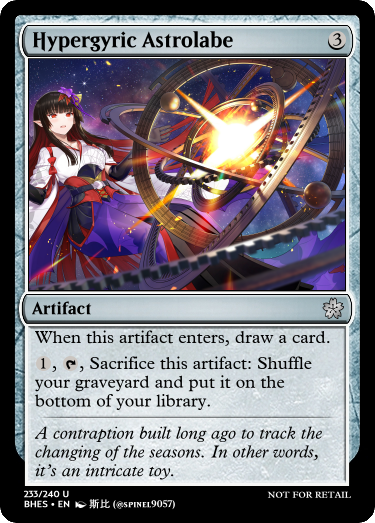 Hypergyric Astrolabe 3
Artifact
When this artifact enters, draw a card.
1, , Sacrifice this artifact: Shuffle
your graveyard and put it on the
bottom of your library.
A contraption built long ago to track the
changing of the seasons. In other words,
it's an intricate toy.
233/240 U
BHES • EN 斯比 (@SPINEL9057)
NOT FOR RETAIL